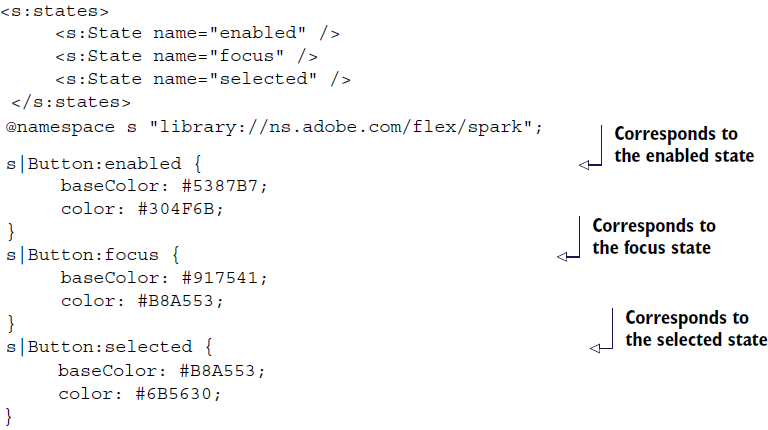 <s:states>
<s:State name="enabled" />
<s:State name="focus" />
<s:State name="selected" />
</s:states>
@namespace s "library://ns.adobe.com/flex/spark";
s|Button:enabled {
baseColor: #5387B7;
color: #304F6B;
}
Corresponds to
the enabled state
s|Button:focus {
baseColor: #917541;
color: #B8A553;
}
Corresponds to
the focus state
s|Button:selected {
baseColor: #B8A553;
color: #6B5630;
}
Corresponds to
the selected state